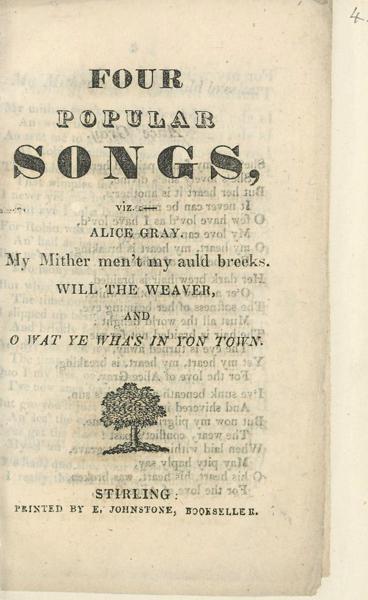 4.
FOUR
POPULAR
SONGS,
viz.—
ALICE GRAY.
My Mither men't my auld breeks.
WILL THE WEAVER,
AND
O WAT YE WHA'S IN YON TOWN.
STIRLING:
PRINTED BY E. JOHNSTONE, BOOKSELLER.